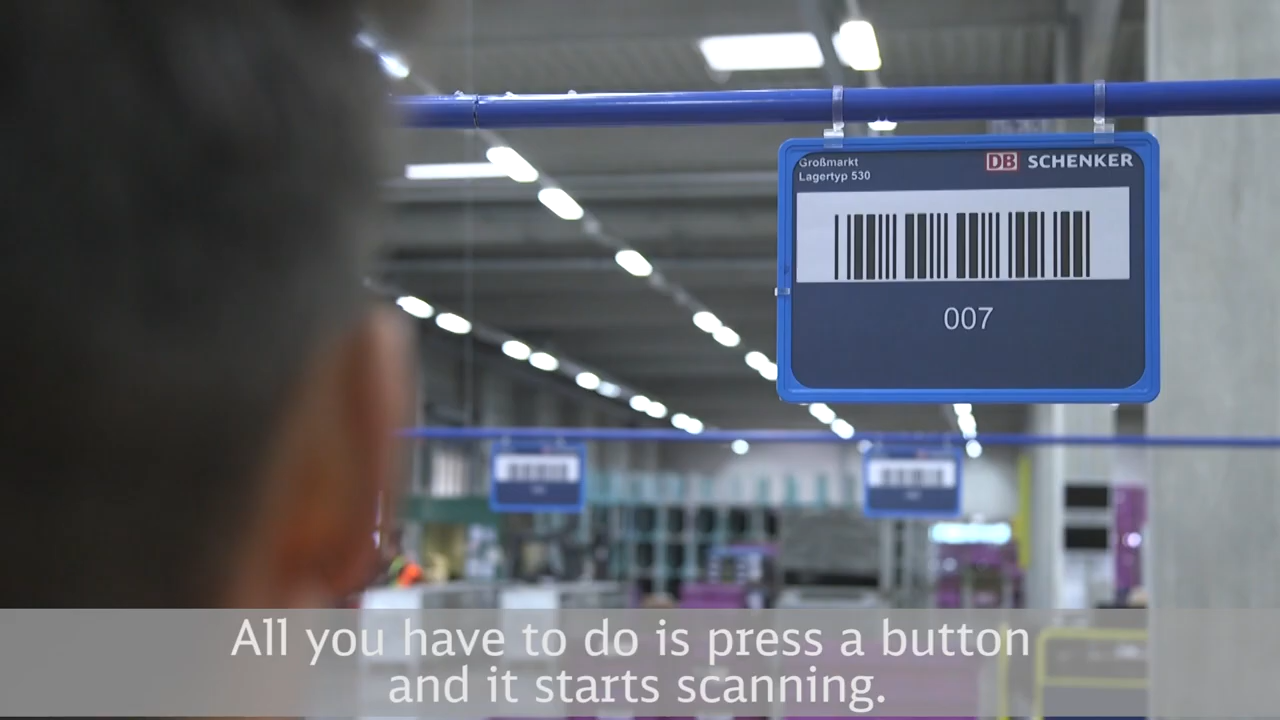 Großmarkt
Lagertyp 530
DB SCHENKER
007
All you have to do is press a button
and it starts scanning.